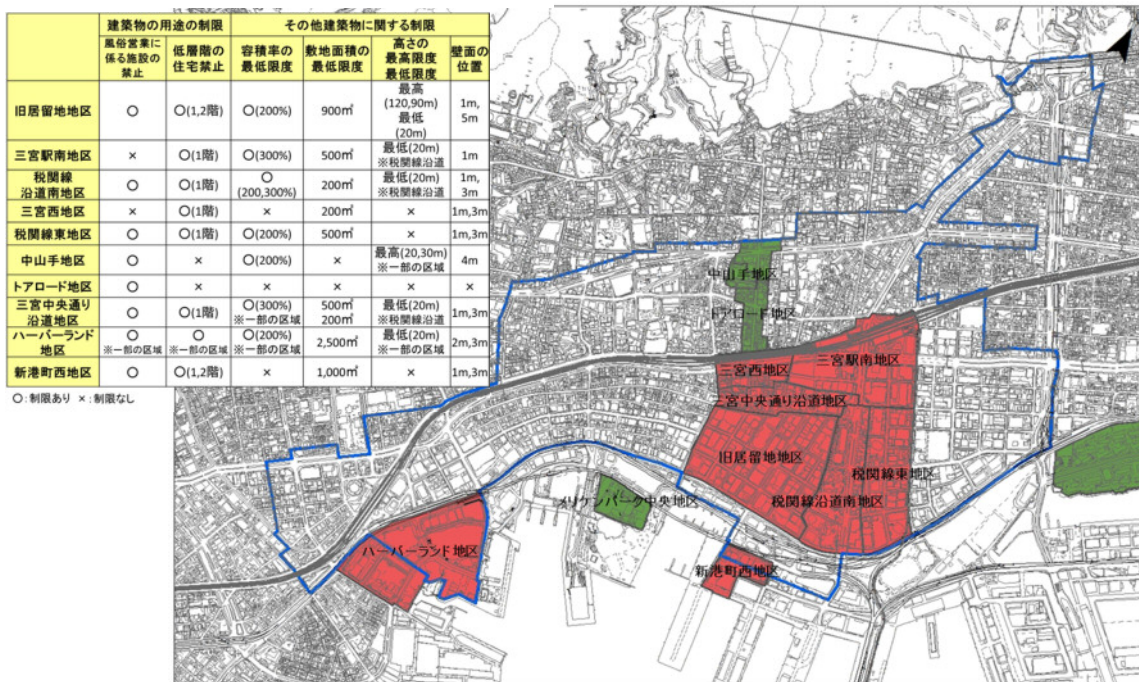 建築物の用途の制限 その他建築物に関する制限
風俗営業に係る施設の禁止 低層階の住宅禁止 容積率の最低限度 敷地面積の最低限度 高さの最高限度最低限度 壁面の位置
旧居留地地区 ○ ○(1,2階) ○(200%) 900㎡ 最高(120,90m)最低(20m) 1m,5m
三宮駅南地区 × ○(1階) ○(300%) 500㎡ 最低(20m)※税関線沿道 1m
税関線沿道南地区 ○ ○(1階) ○(200,300%) 200㎡ 最低(20m)※税関線沿道 1m,3m
三宮西地区 × ○(1階) × 200㎡ × 1m,3m
税関線東地区 ○ ○(1階) ○(200%) 500㎡ × 1m,3m
中山手地区 ○ × ○(200%) × 最高(20,30m)※一部の区域 4m
トアロード地区 ○ × × × × ×
三宮中央通り沿道地区 ○ ○(1階) ○(300%)※一部の区域 500㎡200㎡ 最低(20m)※税関線沿道 1m,3m
ハーバーランド地区 ○※一部の区域 ○※一部の区域 ○(200%)※一部の区域 2,500㎡ 最低(20m)※一部の区域 2m,3m
新港町西地区 ○ ○(1,2階) × 1,000㎡ × 1m,3m
○:制限あり ×:制限なし
中山手地区
トアロード地区
三宮駅南地区
三宮西地区
三宮中央通り沿道地区
旧居留地地区
税関線東地区
税関線沿道南地区
メリケンパーク中央地区
ハーバーランド地区
新港町西地区